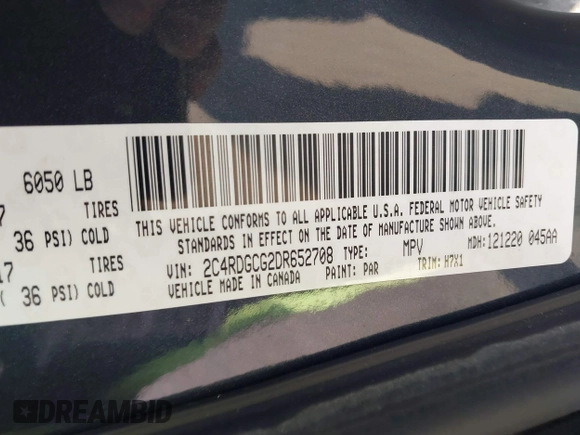 6050 LB
7 TIRES
36 PSI) COLD
17 TIRES
( 36 PSI) COLD
THIS VEHICLE CONFORMS TO ALL APPLICABLE U.S.A. FEDERAL MOTOR VEHICLE SAFETY
STANDARDS IN EFFECT ON THE DATE OF MANUFACTURE SHOWN ABOVE.
VIN: 2C4RDGCG2DR652708 TYPE: MPV MDH: 121220 045AA
VEHICLE MADE IN CANADA PAINT: PAR TRIM: H7X1
DREAMBID